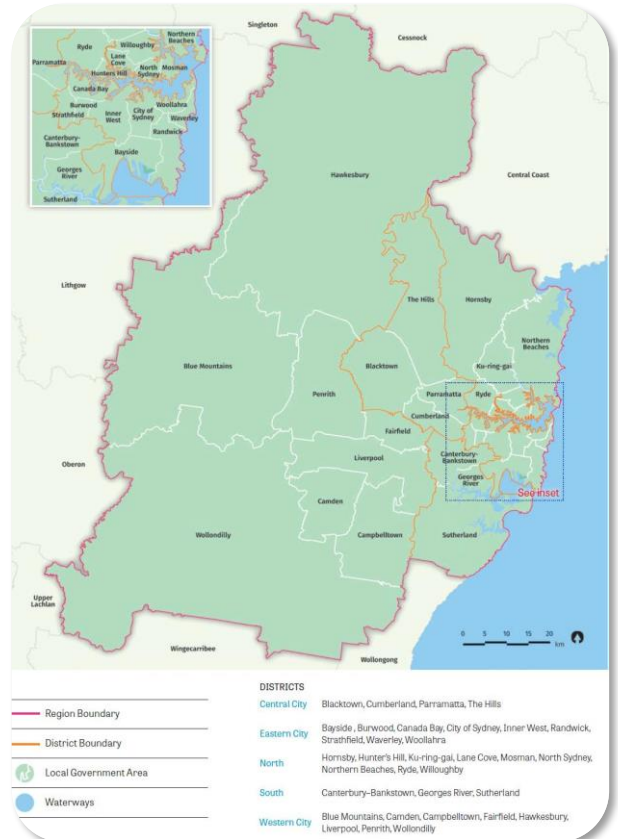 Singleton
Cessnock
Northern
Beaches
Willoughby
Ryde
Lane
Cove
Parramatta
North
Sydney
Mosman
Hunters Hill
Canada Bay
Burwood
Strathfield
Inner
West
City of
Sydney
Woollahra
Waverley
Randwick
Canterbury-
Bankstown
Bayside
Georges
River
Sutherland
Hawkesbury
Central Coast
Lithgow
The Hills
Hornsby
Northern
Beaches
Blue Mountains
Blacktown
Ku-ring-gai
Penrith
Parramatta
Ryde
Cumberland
Fairfield
Liverpool
Canterbury-
Bankstown
Oberon
Georges
River
See inset
Camden
Wollondilly
Campbelltown
Sutherland
Upper
Lachlan
Wingecarribee
Wollongong
0 5 10 15 20
km
Region Boundary
District Boundary
Local Government Area
Waterways
DISTRICTS
Central City Blacktown, Cumberland, Parramatta, The Hills
Eastern City Bayside , Burwood, Canada Bay, City of Sydney, Inner West, Randwick,
Strathfield, Waverley, Woollahra
North Hornsby, Hunter's Hill, Ku-ring-gai, Lane Cove, Mosman, North Sydney,
Northern Beaches, Ryde, Willoughby
South Canterbury-Bankstown, Georges River, Sutherland
Western City Blue Mountains, Camden, Campbelltown, Fairfield, Hawkesbury,
Liverpool, Penrith, Wollondilly